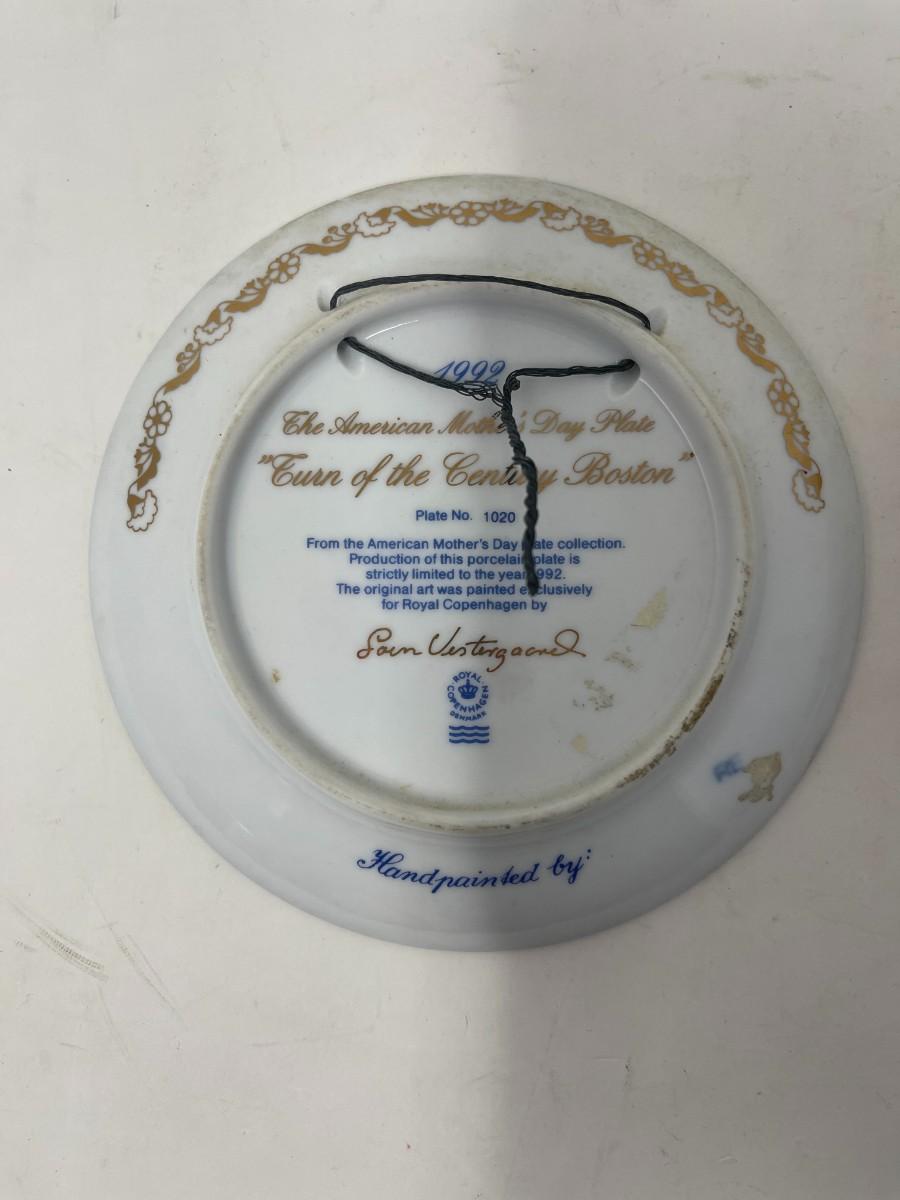 1992
The American Mother's Day Plate
"Turn of the Century Boston"
Plate No. 1020
From the American Mother's Day Plate collection.
Production of this porcelain plate is
strictly limited to the year 1992.
The original art was painted exclusively
for Royal Copenhagen by
Sven Vestergaard
ROYAL
COPENHAGEN
DENMARK
Handpainted by: